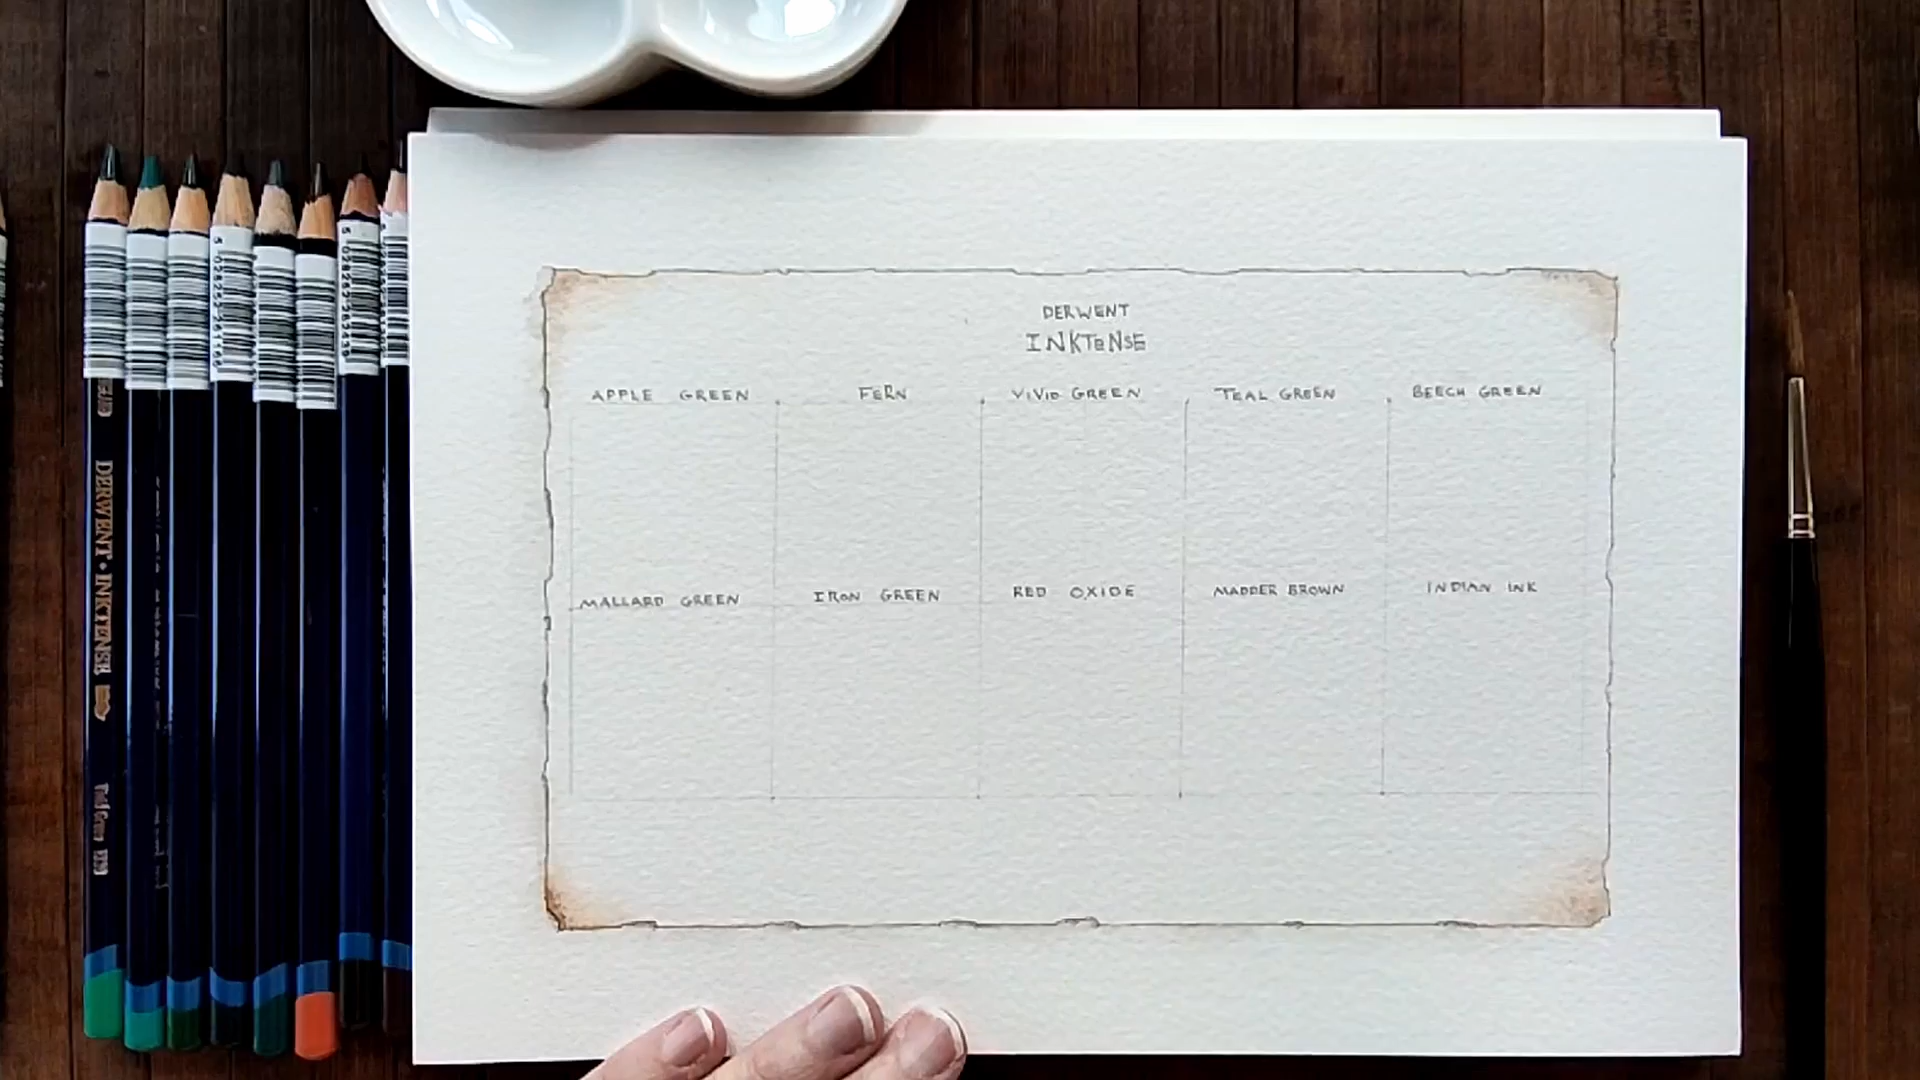 DERWENT
INKTENSE
APPLE GREEN FERN VIVID GREEN TEAL GREEN BEECH GREEN
MALLARD GREEN IRON GREEN RED OXIDE MADDER BROWN INDIAN INK
DERWENT • INKTENSE